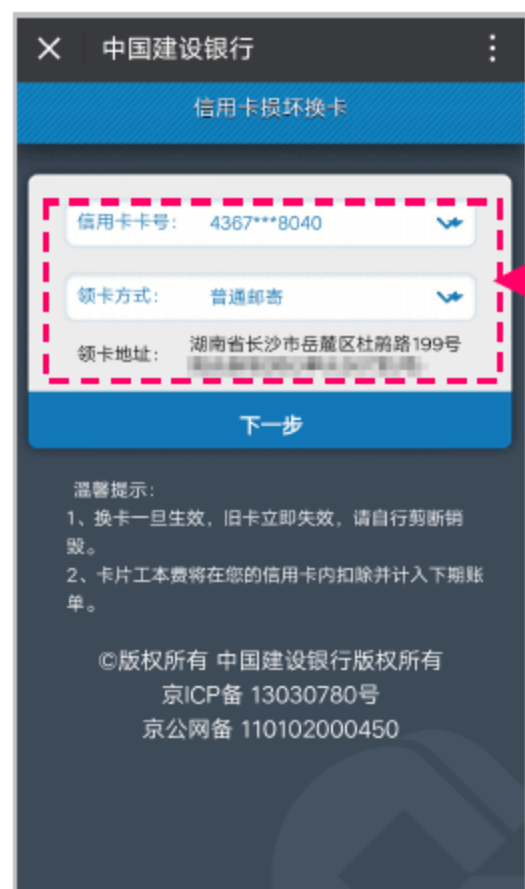 中国建设银行
信用卡损坏换卡
信用卡卡号: 4367***8040
领卡方式: 普通邮寄
领卡地址: 湖南省长沙市岳麓区杜鹃路199号
下一步
温馨提示:
1、换卡一旦生效，旧卡立即失效，请自行剪断销
毁。
2、卡片工本费将在您的信用卡内扣除并计入下期账
单。
©版权所有 中国建设银行版权所有
京ICP备 13030780号
京公网备 110102000450